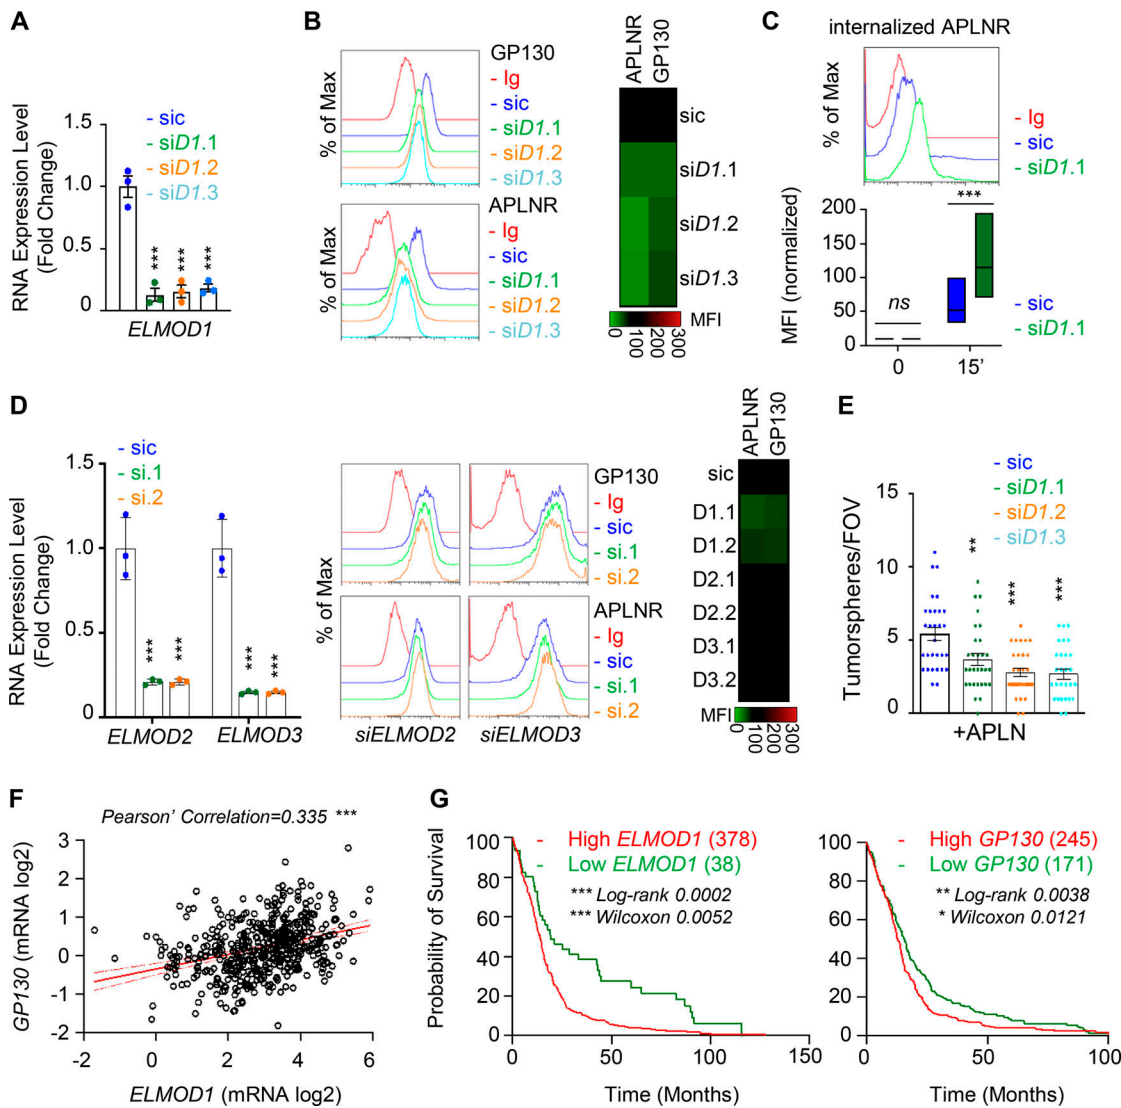 A
RNA Expression Level
(Fold Change)
1.5
1.0
0.5
0
- sic
- siD1.1
- siD1.2
- siD1.3
***
***
***
ELMOD1
B
% of Max
GP130
- Ig
- sic
- siD1.1
- siD1.2
- siD1.3
% of Max
APLNR
- Ig
- sic
- siD1.1
- siD1.2
- siD1.3
APLNR
GP130
sic
siD1.1
siD1.2
siD1.3
MFI
0
100
200
300
C
internalized APLNR
% of Max
- Ig
- sic
- siD1.1
MFI (normalized)
200
150
100
50
0
ns
***
- sic
- siD1.1
0
15'
D
RNA Expression Level
(Fold Change)
1.5
1.0
0.5
0
- sic
- si.1
- si.2
***
***
***
***
ELMOD2
ELMOD3
% of Max
GP130
- Ig
- sic
- si.1
- si.2
APLNR
- Ig
- sic
- si.1
- si.2
siELMOD2
siELMOD3
APLNR
GP130
sic
D1.1
D1.2
D2.1
D2.2
D3.1
D3.2
MFI
0
100
200
300
E
Tumorspheres/FOV
15
10
5
0
- sic
- siD1.1
- siD1.2
- siD1.3
**
***
***
+APLN
F
Pearson’ Correlation=0.335 ***
GP130 (mRNA log2)
3
2
1
0
-1
-2
-2
0
2
4
6
ELMOD1 (mRNA log2)
G
Probability of Survival
100
80
60
40
20
0
- High ELMOD1 (378)
- Low ELMOD1 (38)
*** Log-rank 0.0002
*** Wilcoxon 0.0052
0
50
100
150
Time (Months)
100
80
60
40
20
0
- High GP130 (245)
- Low GP130 (171)
** Log-rank 0.0038
* Wilcoxon 0.0121
0
50
100
Time (Months)